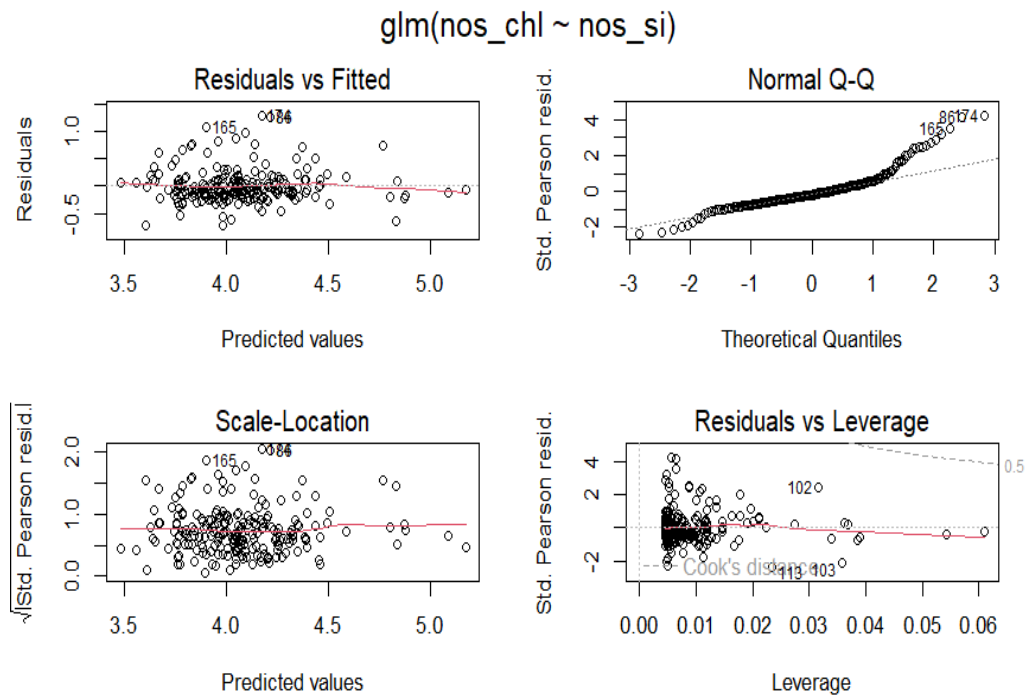 glm(nos_chl ~ nos_si)
Residuals vs Fitted
Residuals
-0.5 1.0
165
3.5 4.0 4.5 5.0
Predicted values
Normal Q-Q
Std. Pearson resid.
-2 0 2 4
165 174
-3 -2 -1 0 1 2 3
Theoretical Quantiles
Scale-Location
√|Std. Pearson resid.|
0.0 1.0 2.0
165
3.5 4.0 4.5 5.0
Predicted values
Residuals vs Leverage
Std. Pearson resid.
-2 0 2 4
0.5
102
Cook's distance
113 103
0.00 0.01 0.02 0.03 0.04 0.05 0.06
Leverage